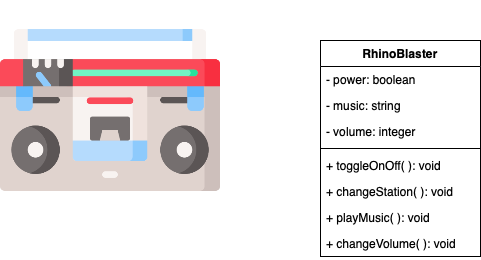 RhinoBlaster
- power: boolean
- music: string
- volume: integer
+ toggleOnOff( ): void
+ changeStation( ): void
+ playMusic( ): void
+ changeVolume( ): void